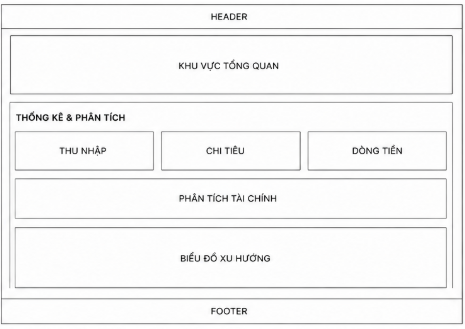 HEADER
KHU VỰC TỔNG QUAN
THỐNG KÊ & PHÂN TÍCH
THU NHẬP
CHI TIÊU
DÒNG TIỀN
PHÂN TÍCH TÀI CHÍNH
BIỂU ĐỒ XU HƯỚNG
FOOTER